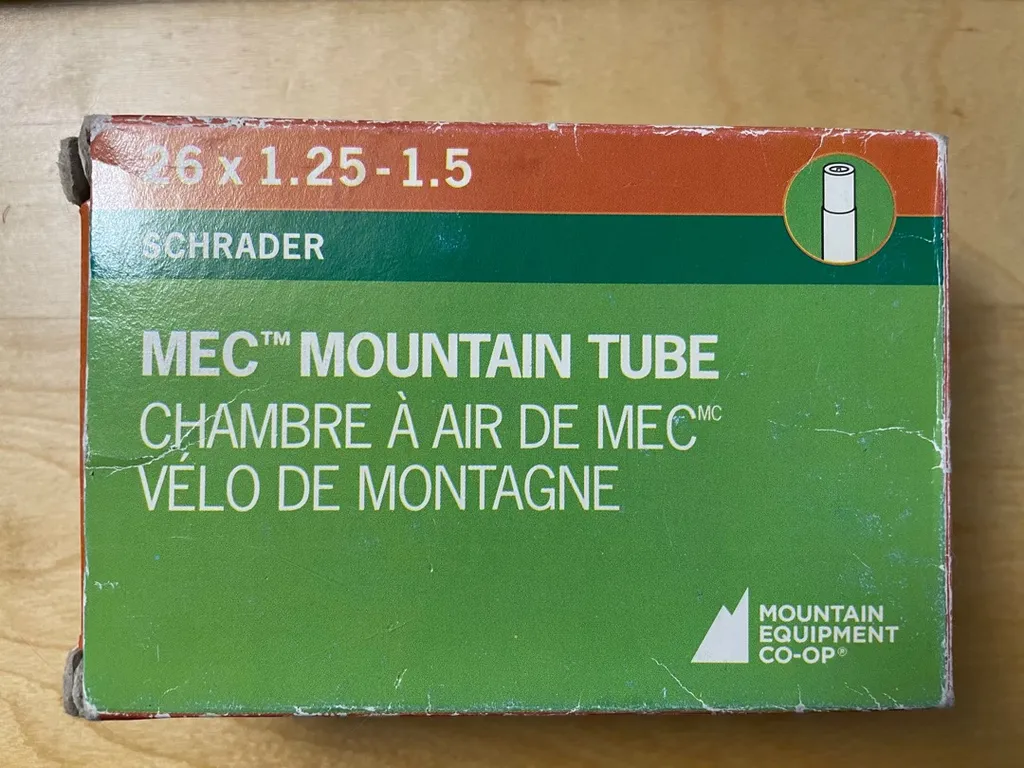 26 x 1.25-1.5
SCHRADER
MEC™ MOUNTAIN TUBE
CHAMBRE À AIR DE MEC MC
VÉLO DE MONTAGNE
MOUNTAIN
EQUIPMENT
CO-OP®